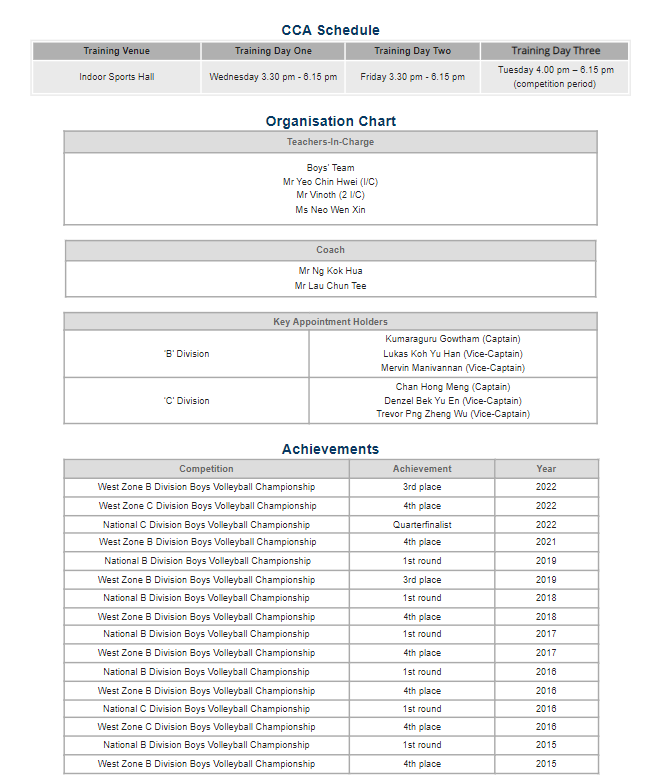 CCA Schedule
Training Venue Training Day One Training Day Two Training Day Three
Indoor Sports Hall Wednesday 3.30 pm - 6.15 pm Friday 3.30 pm - 6.15 pm Tuesday 4.00 pm – 6.15 pm
(competition period)
Organisation Chart
Teachers-In-Charge
Boys' Team
Mr Yeo Chin Hwei (I/C)
Mr Vinoth (2 I/C)
Ms Neo Wen Xin
Coach
Mr Ng Kok Hua
Mr Lau Chun Tee
Key Appointment Holders
'B' Division
Kumaraguru Gowtham (Captain)
Lukas Koh Yu Han (Vice-Captain)
Mervin Manivannan (Vice-Captain)
'C' Division
Chan Hong Meng (Captain)
Denzel Bek Yu En (Vice-Captain)
Trevor Png Zheng Wu (Vice-Captain)
Achievements
Competition Achievement Year
West Zone B Division Boys Volleyball Championship 3rd place 2022
West Zone C Division Boys Volleyball Championship 4th place 2022
National C Division Boys Volleyball Championship Quarterfinalist 2022
West Zone B Division Boys Volleyball Championship 4th place 2021
National B Division Boys Volleyball Championship 1st round 2019
West Zone B Division Boys Volleyball Championship 3rd place 2019
National B Division Boys Volleyball Championship 1st round 2018
West Zone B Division Boys Volleyball Championship 4th place 2018
National B Division Boys Volleyball Championship 1st round 2017
West Zone B Division Boys Volleyball Championship 4th place 2017
National B Division Boys Volleyball Championship 1st round 2016
West Zone B Division Boys Volleyball Championship 4th place 2016
National C Division Boys Volleyball Championship 1st round 2016
West Zone C Division Boys Volleyball Championship 4th place 2016
National B Division Boys Volleyball Championship 1st round 2015
West Zone B Division Boys Volleyball Championship 4th place 2015